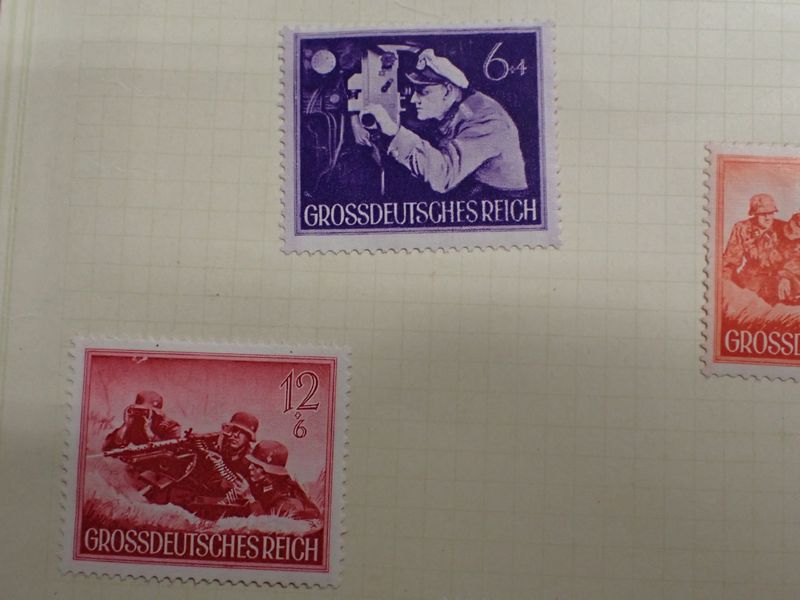 6+4
GROSSDEUTSCHES REICH
GROSSD
12
+6
GROSSDEUTSCHES REICH